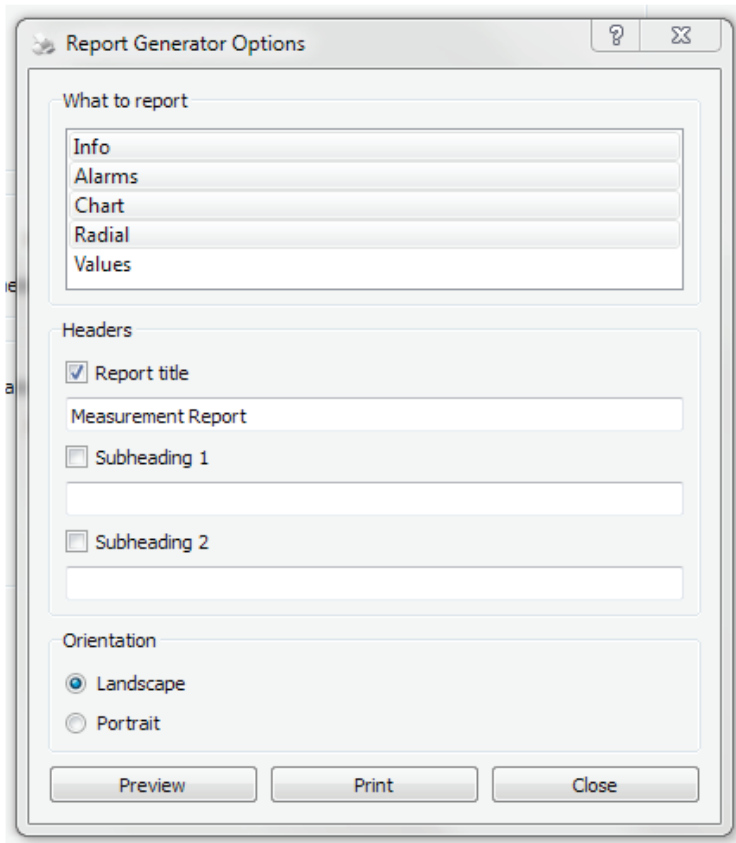 Report Generator Options
What to report
Info
Alarms
Chart
Radial
Values
Headers
Report title
Measurement Report
Subheading 1
Subheading 2
Orientation
Landscape
Portrait
Preview Print Close